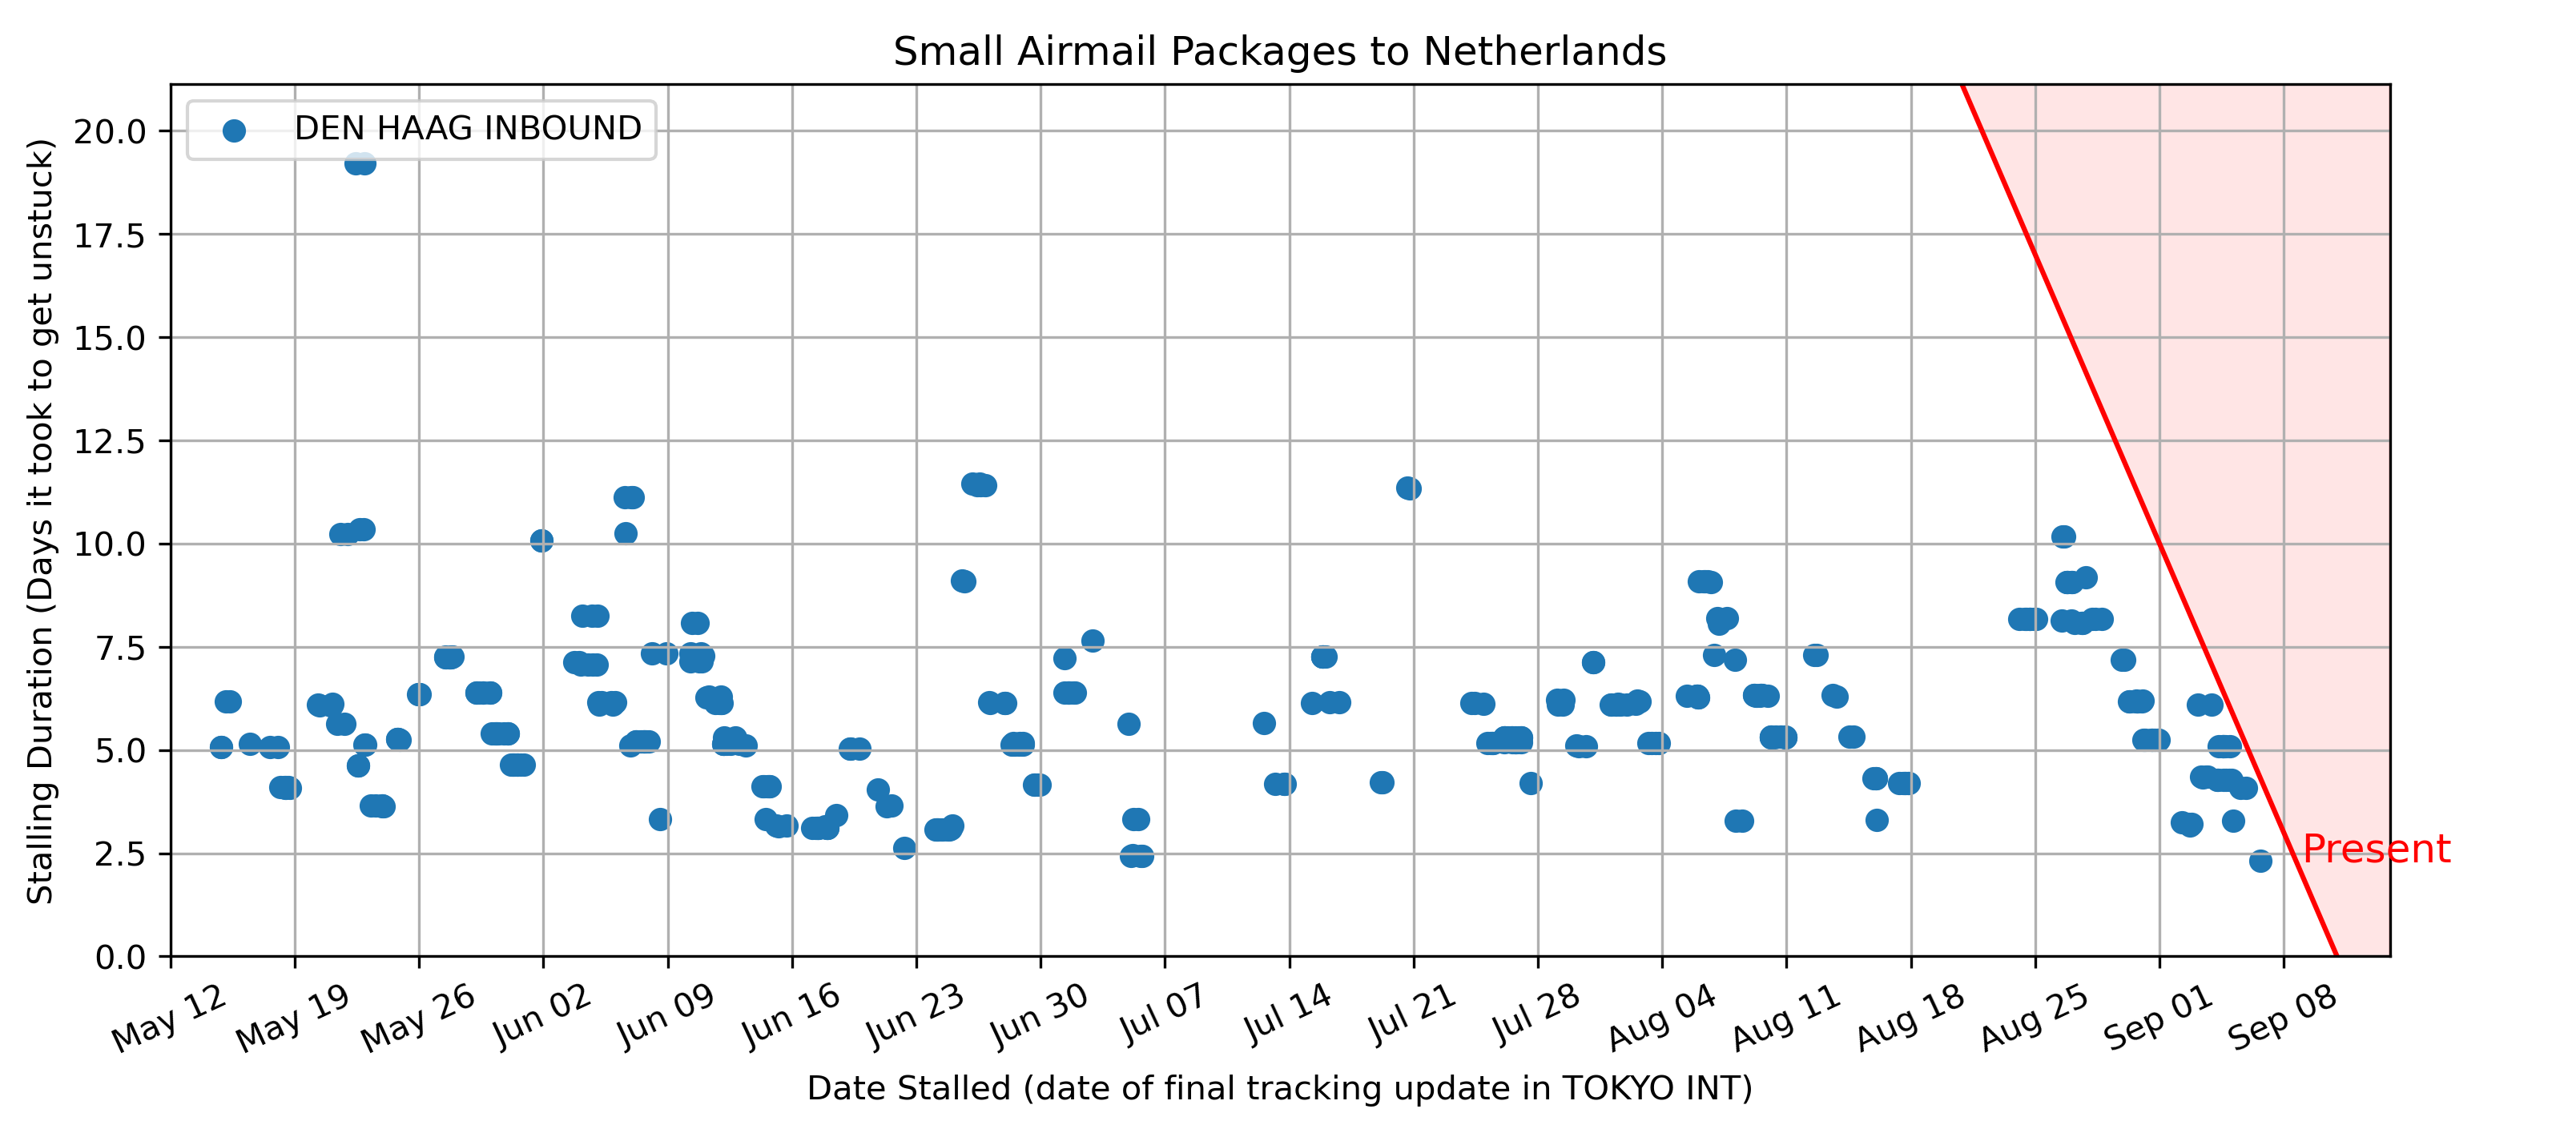 Small Airmail Packages to Netherlands
DEN HAAG INBOUND
Stalling Duration (Days it took to get unstuck)
20.0
17.5
15.0
12.5
10.0
7.5
5.0
2.5
0.0
Present
May 12
May 19
May 26
Jun 02
Jun 09
Jun 16
Jun 23
Jun 30
Jul 07
Jul 14
Jul 21
Jul 28
Aug 04
Aug 11
Aug 18
Aug 25
Sep 01
Sep 08
Date Stalled (date of final tracking update in TOKYO INT)